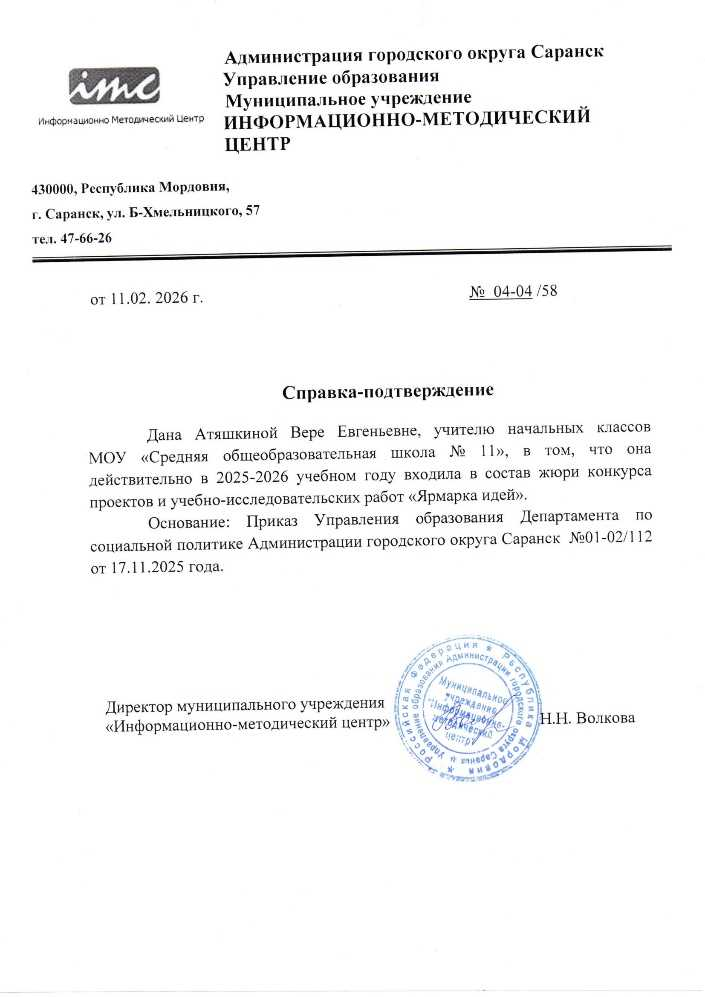 Администрация городского округа Саранск
Управление образования
Муниципальное учреждение
ИНФОРМАЦИОННО-МЕТОДИЧЕСКИЙ
ЦЕНТР
imc
Информационно Методический Центр
430000, Республика Мордовия,
г. Саранск, ул. Б-Хмельницкого, 57
тел. 47-66-26
от 11.02. 2026 г.
№ 04-04 /58
Справка-подтверждение
Дана Атяшкиной Вере Евгеньевне, учителю начальных классов
МОУ «Средняя общеобразовательная школа № 11», в том, что она
действительно в 2025-2026 учебном году входила в состав жюри конкурса
проектов и учебно-исследовательских работ «Ярмарка идей».
Основание: Приказ Управления образования Департамента по
социальной политике Администрации городского округа Саранск №01-02/112
от 17.11.2025 года.
Директор муниципального учреждения
«Информационно-методический центр»
Н.Н. Волкова
Российская Федерация * Республика Мордовия *
Управление образования Администрации городского округа Саранск
Муниципальное
учреждение
"Информационно-
методический
центр"